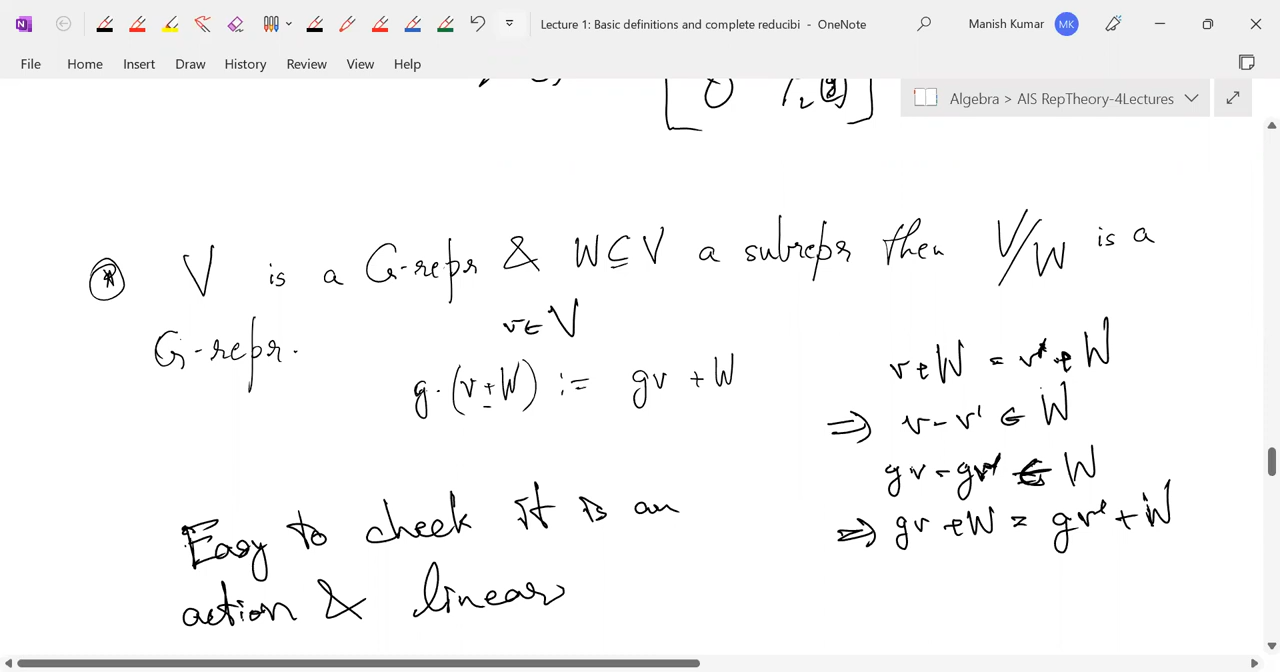 Lecture 1: Basic definitions and complete reducibi - OneNote
Manish Kumar
MK
File Home Insert Draw History Review View Help
Algebra > AIS RepTheory-4Lectures
V is a G-repr & W ⊆ V a subrepr then V/W is a
G-repr.
v ∈ V
g·(v+W) := gv + W
v+W = v'+W
⇒ v - v' ∈ W
gv - gv' ∈ W
⇒ gv + W = gv' + W
Easy to check it is an
action & linear